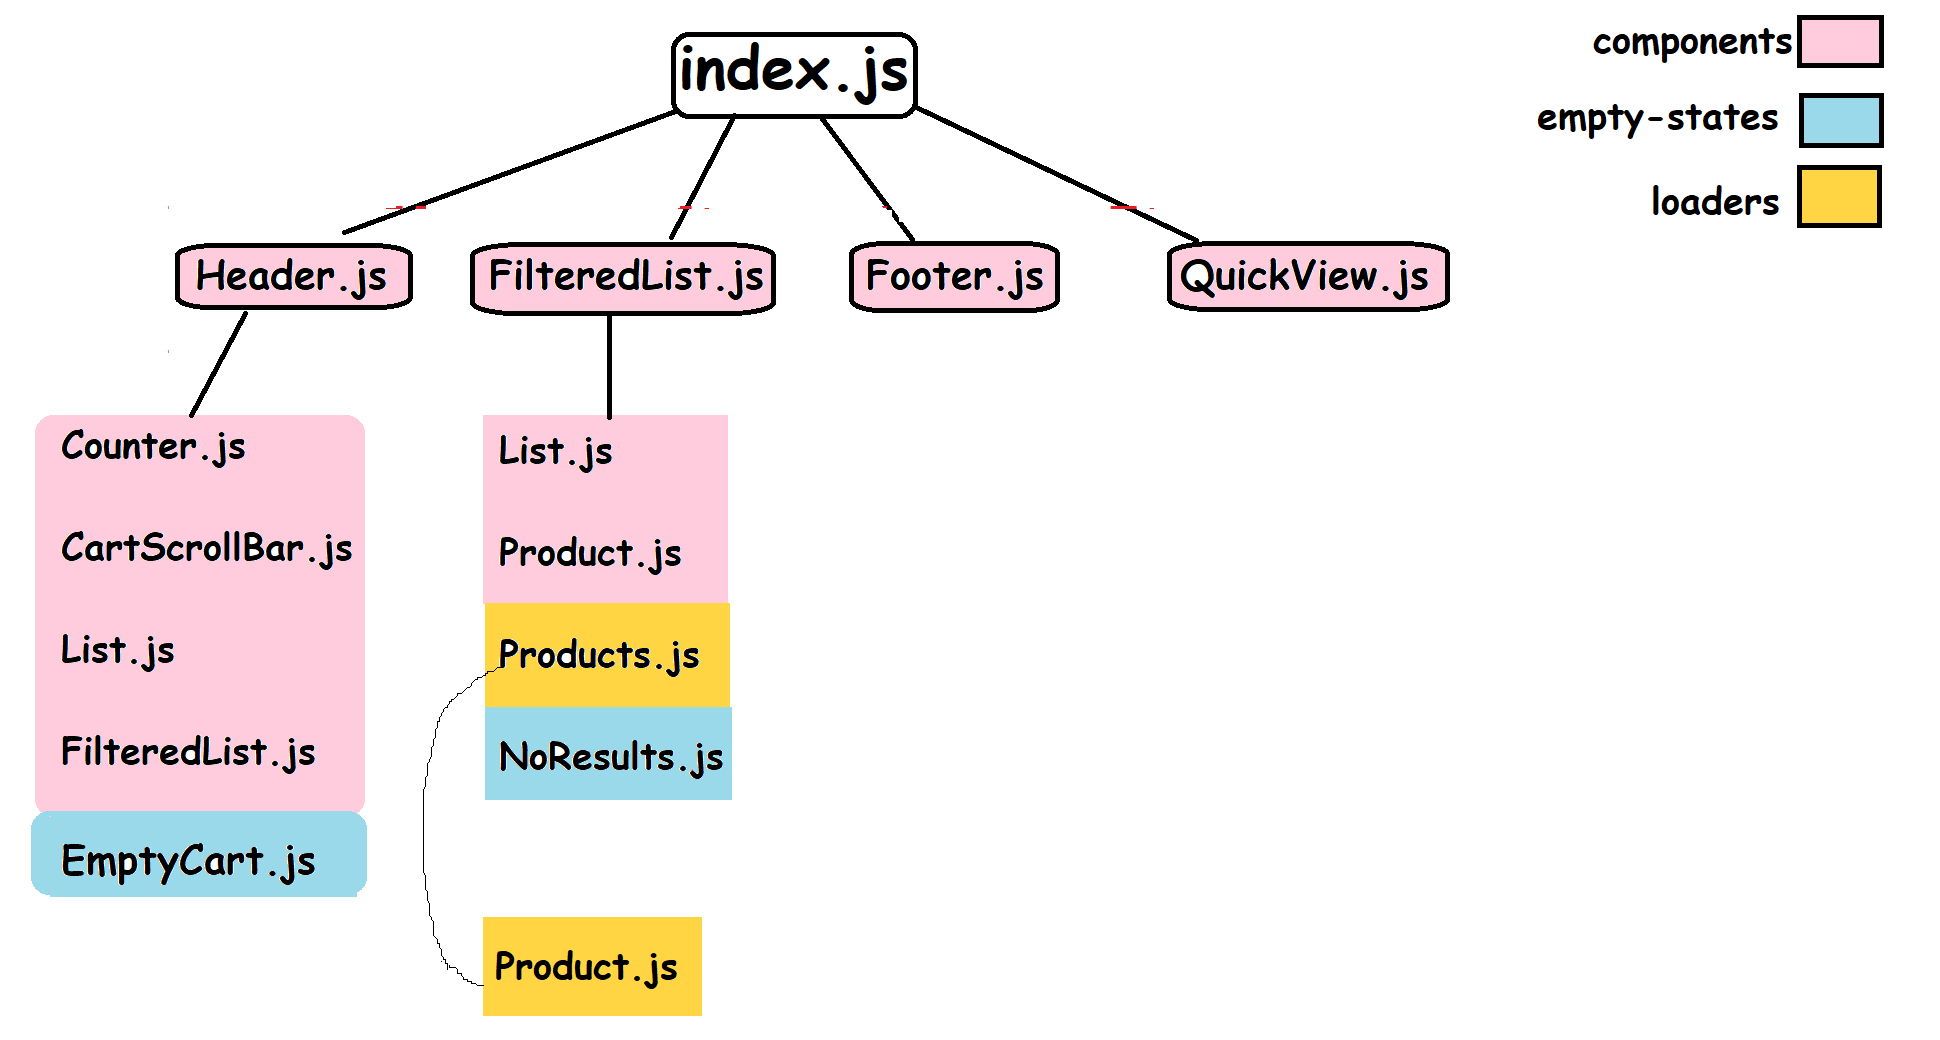 index.js
components
empty-states
loaders
Header.js
FilteredList.js
Footer.js
QuickView.js
Counter.js
CartScrollBar.js
List.js
FilteredList.js
EmptyCart.js
List.js
Product.js
Products.js
NoResults.js
Product.js